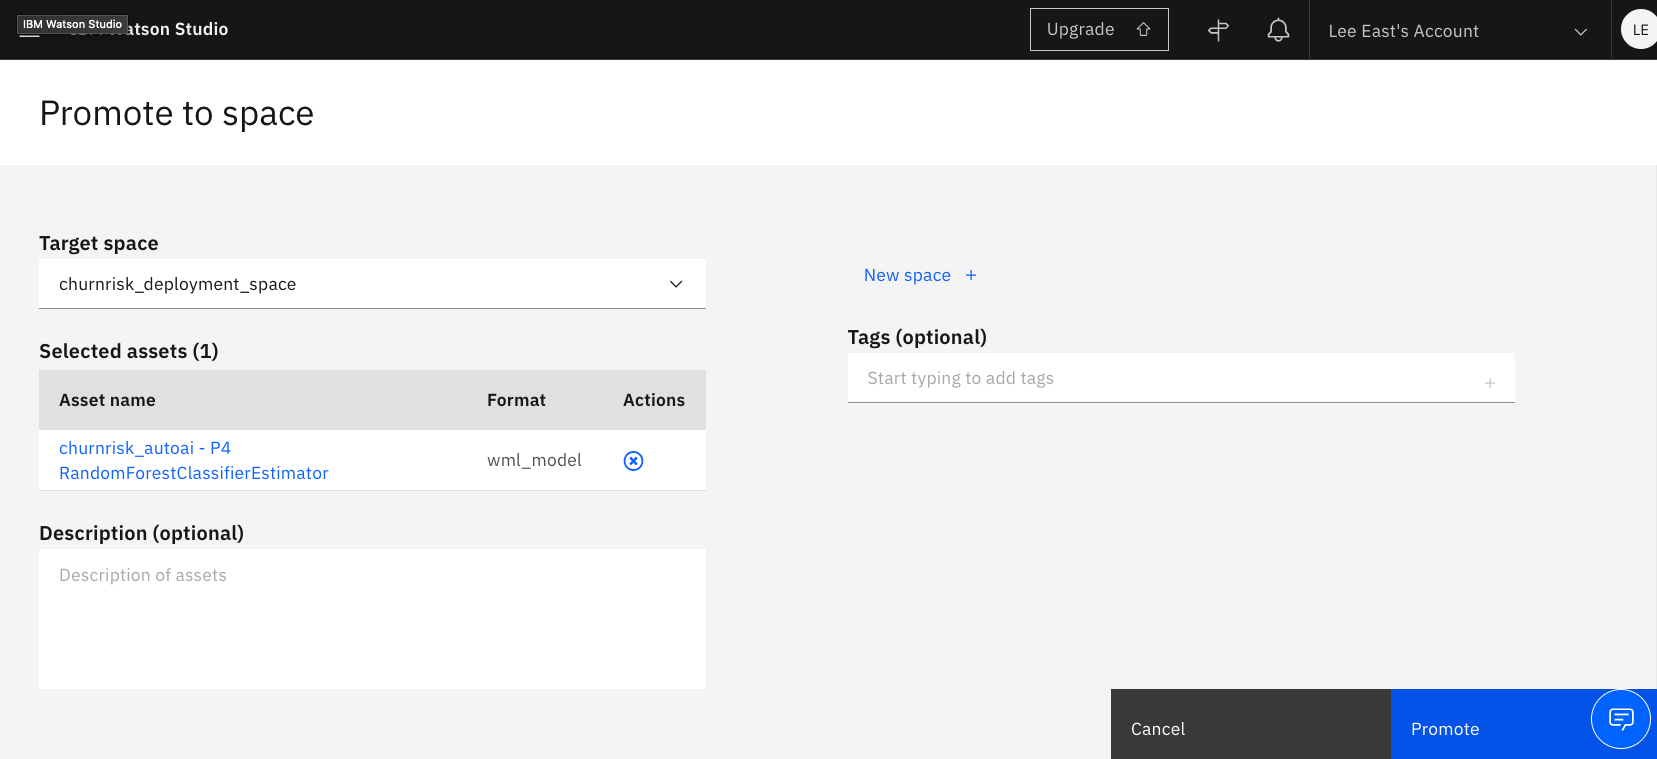 IBM Watson Studio
Watson Studio
Upgrade
Lee East's Account
LE
Promote to space
Target space
churnrisk_deployment_space
New space +
Selected assets (1)
Tags (optional)
Start typing to add tags
Asset name Format Actions
churnrisk_autoai - P4
RandomForestClassifierEstimator
wml_model
Description (optional)
Description of assets
Cancel
Promote